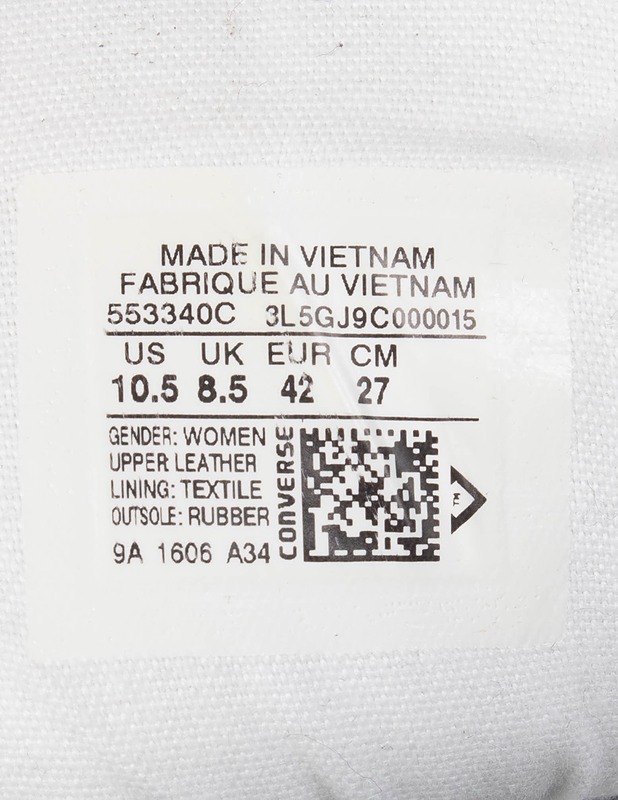 MADE IN VIETNAM
FABRIQUE AU VIETNAM
553340C 3L5GJ9C000015
US UK EUR CM
10.5 8.5 42 27
GENDER: WOMEN
UPPER LEATHER
LINING: TEXTILE
OUTSOLE: RUBBER
9A 1606 A34
CONVERSE
TM